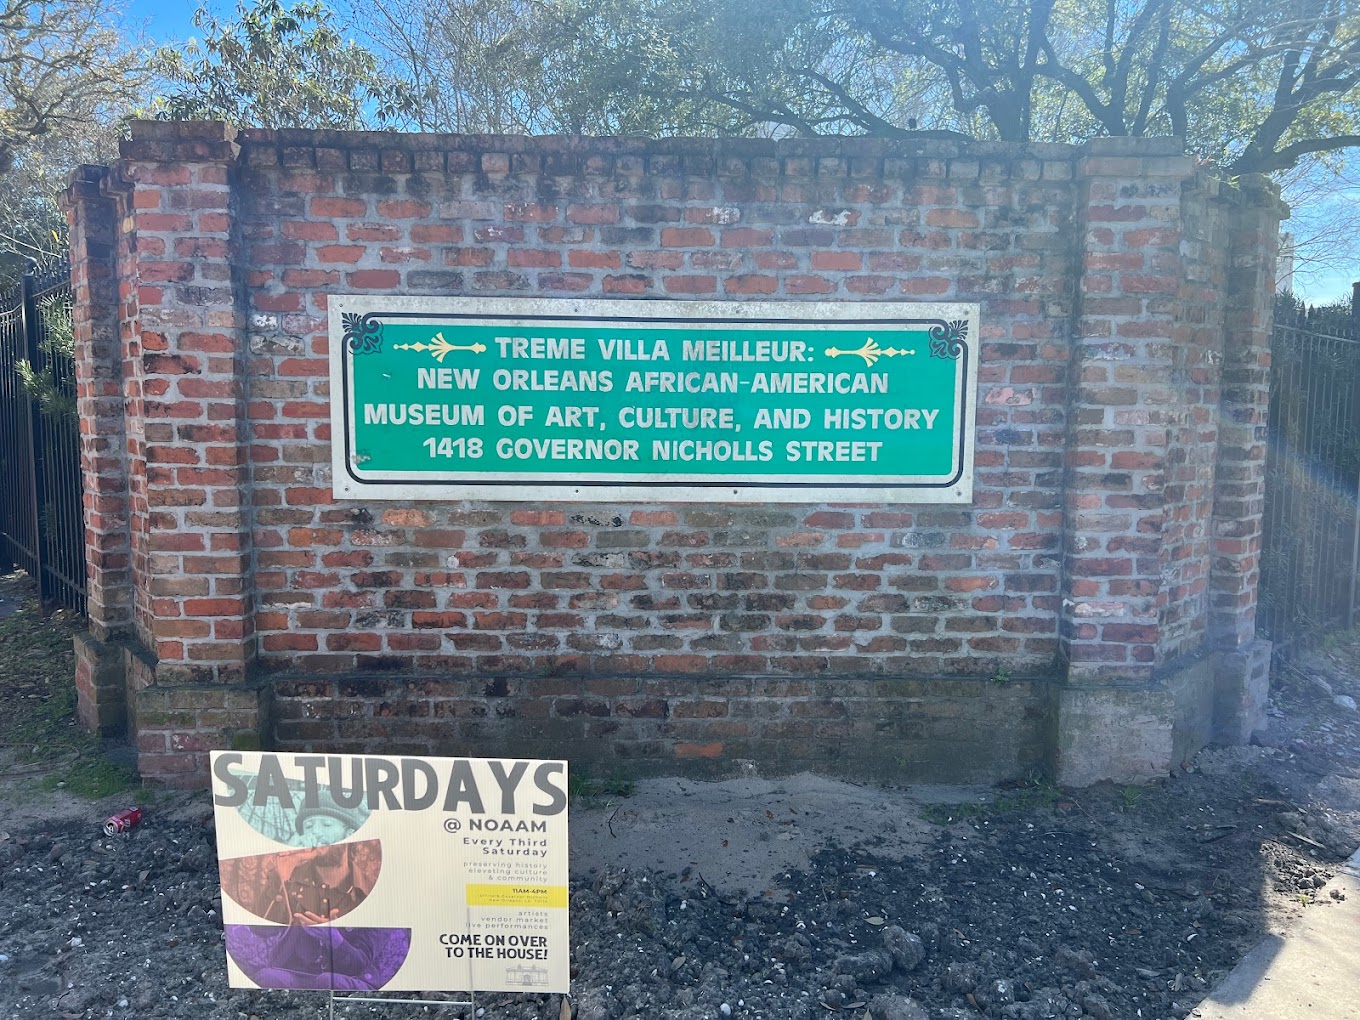 TREME VILLA MEILLEUR:
NEW ORLEANS AFRICAN-AMERICAN
MUSEUM OF ART, CULTURE, AND HISTORY
1418 GOVERNOR NICHOLLS STREET
SATURDAYS
@ NOAAM
Every Third
Saturday
preserving history
elevating culture
& community
11AM-4PM
artists
vendor market
live performances
COME ON OVER
TO THE HOUSE!